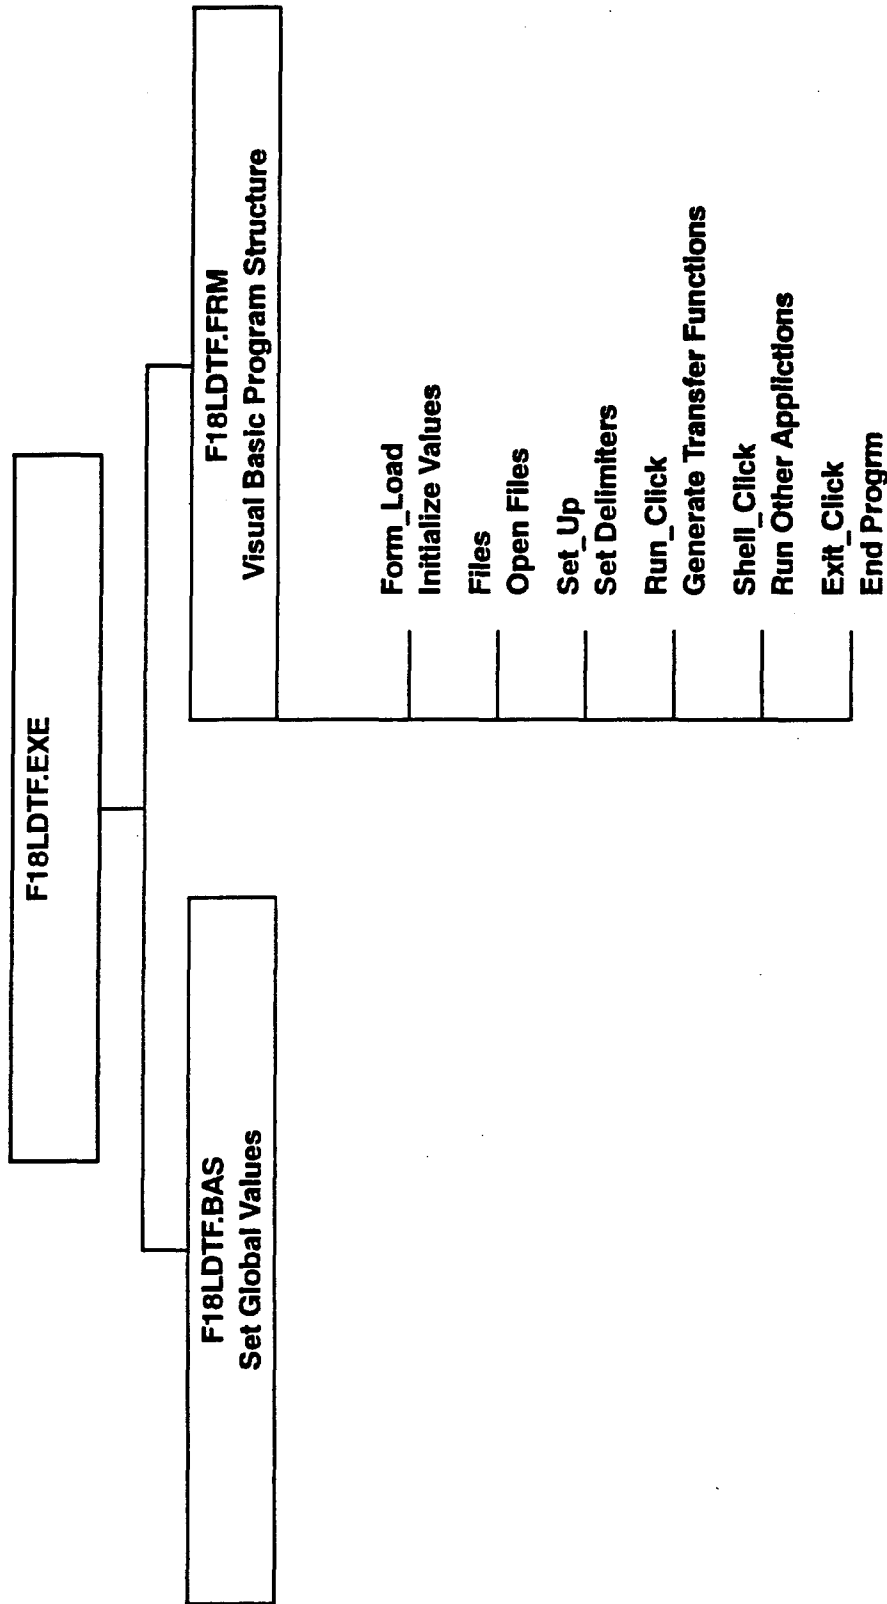 F18LDTF.EXE
F18LDTF.BAS
Set Global Values
F18LDTF.FRM
Visual Basic Program Structure
Form_Load
Initialize Values
Files
Open Files
Set_Up
Set Delimiters
Run_Click
Generate Transfer Functions
Shell_Click
Run Other Applictions
Exit_Click
End Progrm